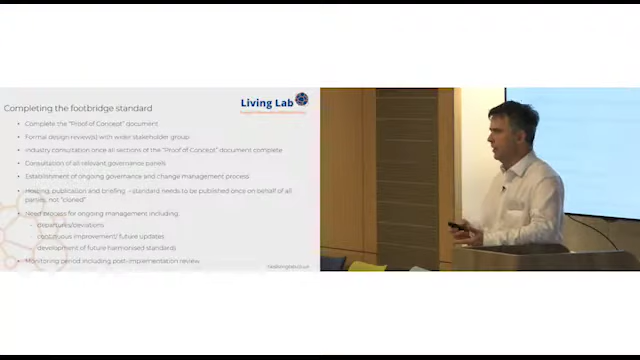 Completing the footbridge standard
Living Lab
• Complete the "Proof of Concept" document
• Formal design review(s) with wider stakeholder group
• Industry consultation once all sections of the "Proof of Concept" document complete
• Consultation of all relevant governance panels
• Establishment of ongoing governance and change management process
• Hosting, publication and briefing – standard needs to be published once on behalf of all
parties, not "cloned"
• Need process for ongoing management including:
- departures/deviations
- continuous improvement/ future updates
- development of future harmonised standards
• Monitoring period including post-implementation review